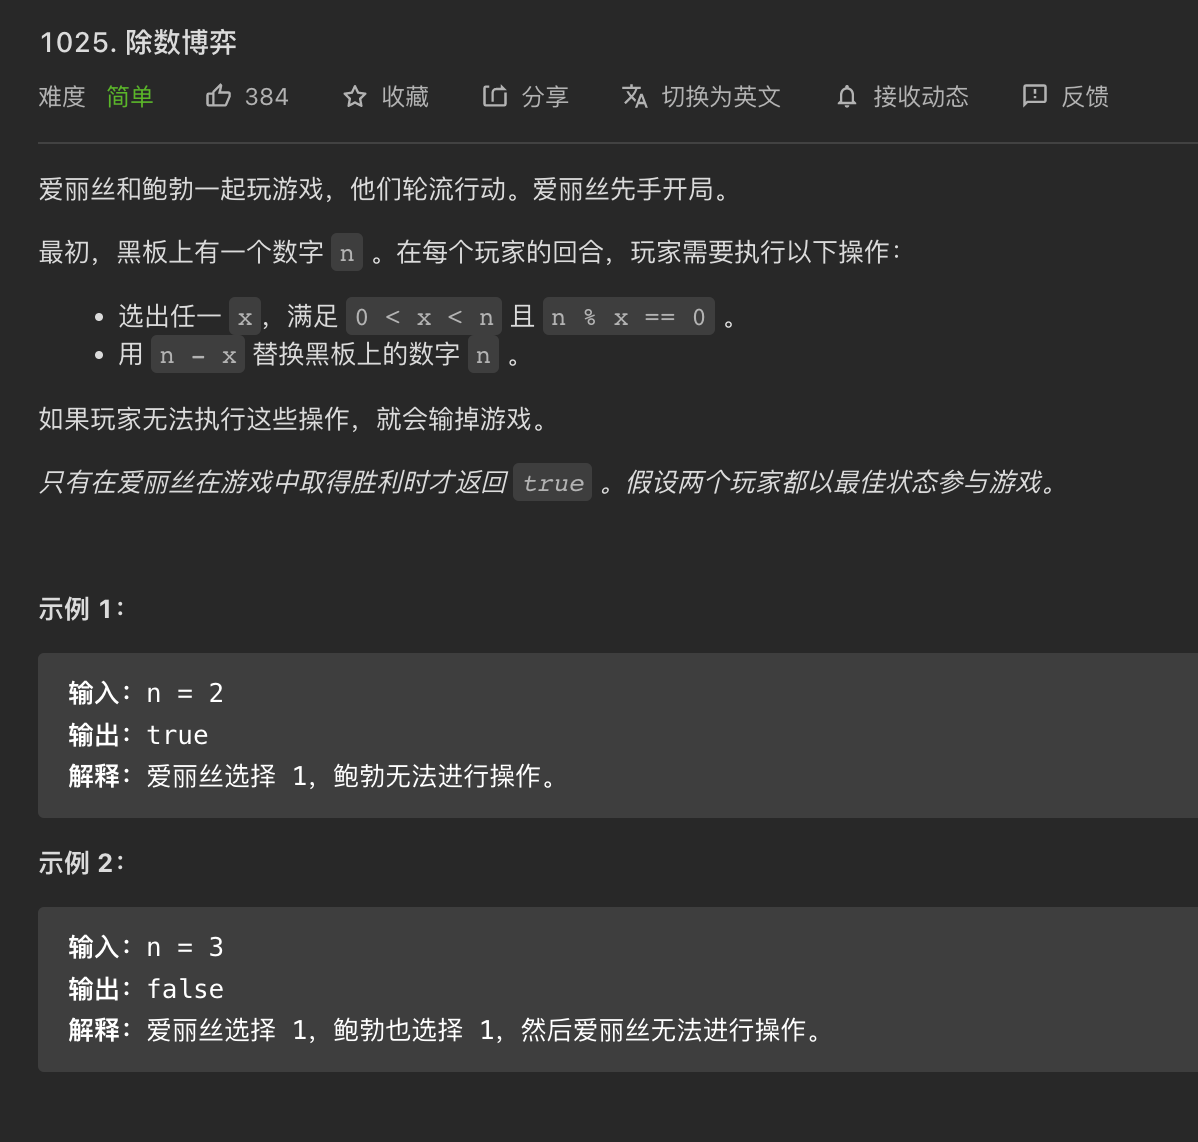 1025. 除数博弈
难度 简单 384 收藏 分享 切换为英文 接收动态 反馈
爱丽丝和鲍勃一起玩游戏，他们轮流行动。爱丽丝先手开局。
最初，黑板上有一个数字 n 。在每个玩家的回合，玩家需要执行以下操作：
• 选出任一 x，满足 0 < x < n 且 n % x == 0 。
• 用 n - x 替换黑板上的数字 n 。
如果玩家无法执行这些操作，就会输掉游戏。
只有在爱丽丝在游戏中取得胜利时才返回 true 。假设两个玩家都以最佳状态参与游戏。
示例 1：
输入：n = 2
输出：true
解释：爱丽丝选择 1，鲍勃无法进行操作。
示例 2：
输入：n = 3
输出：false
解释：爱丽丝选择 1，鲍勃也选择 1，然后爱丽丝无法进行操作。